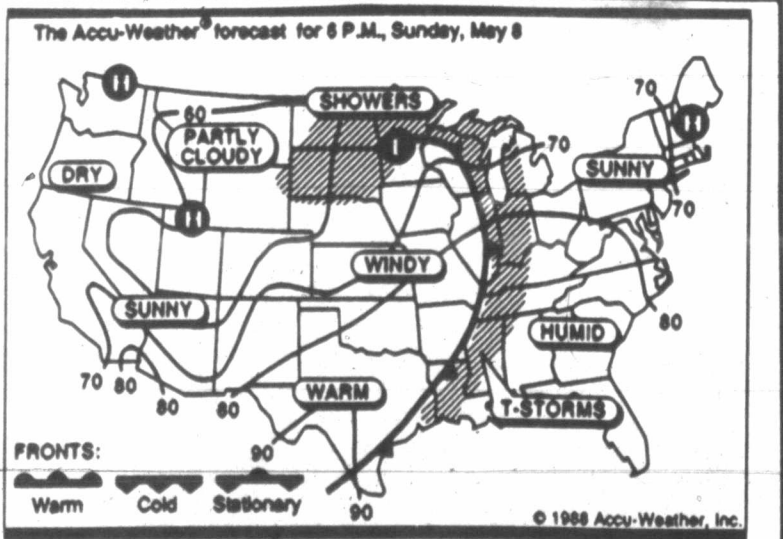 The Accu-Weather® forecast for 6 P.M., Sunday, May 8
70
H
H
60
SHOWERS
PARTLY
CLOUDY
70
DRY
SUNNY
70
H
WINDY
SUNNY
HUMID
80
70
80
80
60
WARM
T-STORMS
90
90
FRONTS:
Warm
Cold
Stationary
© 1988 Accu-Weather, Inc.